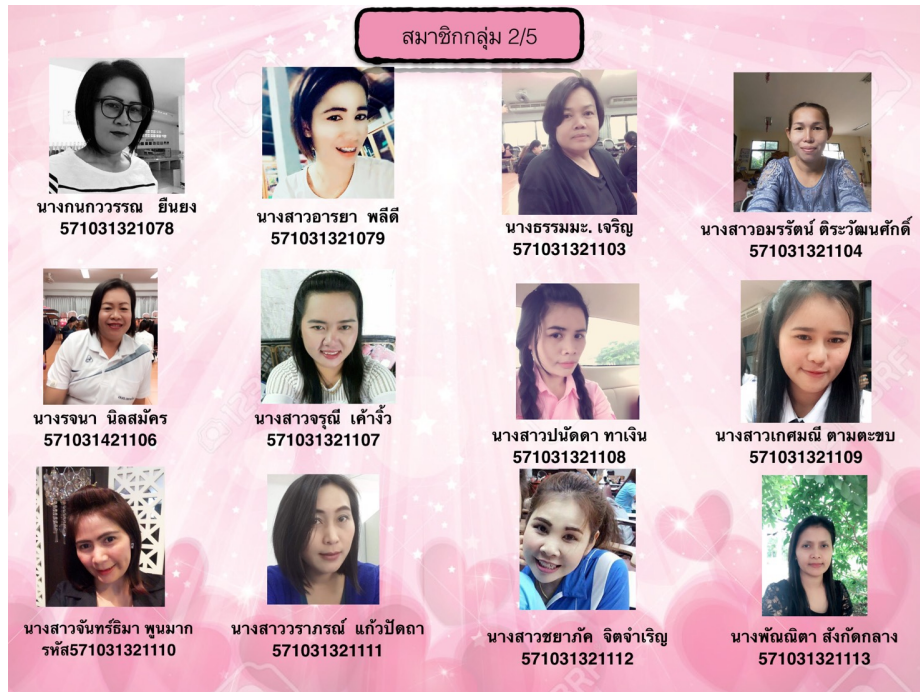 สมาชิกกลุ่ม 2/5
นางกนกววรรณ ยืนยง
571031321078
นางสาวอารยา พลีดี
571031321079
นางธรรมมะ. เจริญ
571031321103
นางสาวอมรรัตน์ ติระวัฒนศักดิ์
571031321104
นางรจนา นิลสมัคร
571031421106
นางสาวจรุณี เค้างิ้ว
571031321107
นางสาวปนัดดา ทาเงิน
571031321108
นางสาวเกศมณี ตามตะขบ
571031321109
นางสาวจันทร์ธิมา พูนมาก
รหัส571031321110
นางสาววราภรณ์ แก้วปัดถา
571031321111
นางสาวชยาภัค จิตจำเริญ
571031321112
นางพัณณิตา สังกัดกลาง
571031321113